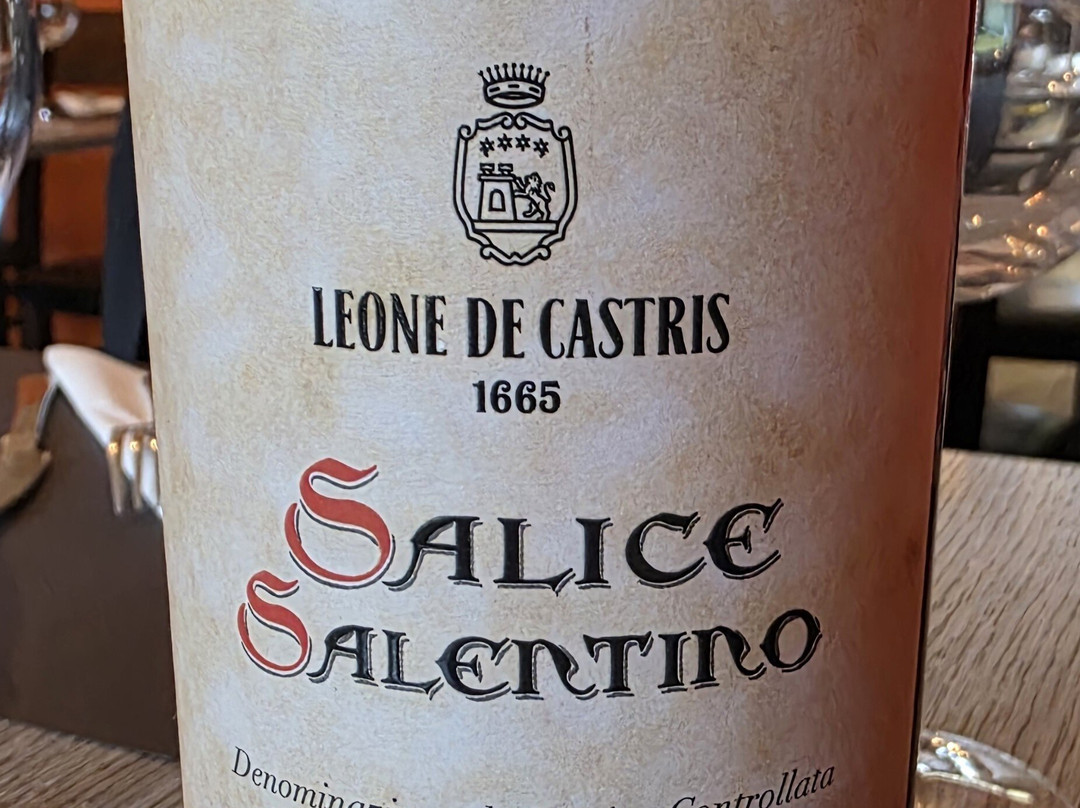 LEONE DE CASTRIS
1665
SALICE
SALENTINO
Controllata